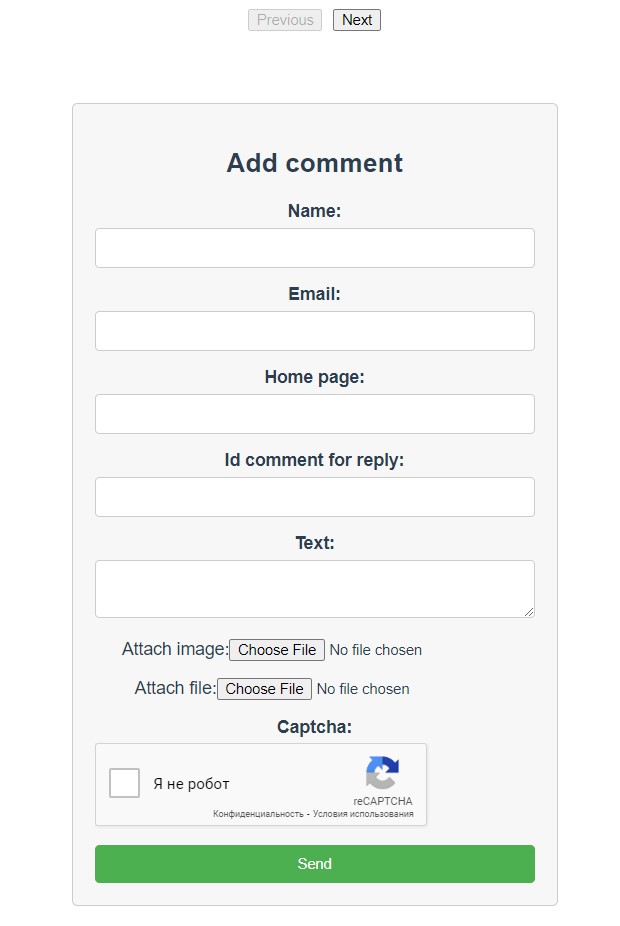 Previous Next
Add comment
Name:
Email:
Home page:
Id comment for reply:
Text:
Attach image: Choose File No file chosen
Attach file: Choose File No file chosen
Captcha:
Я не робот
reCAPTCHA
Конфиденциальность - Условия использования
Send